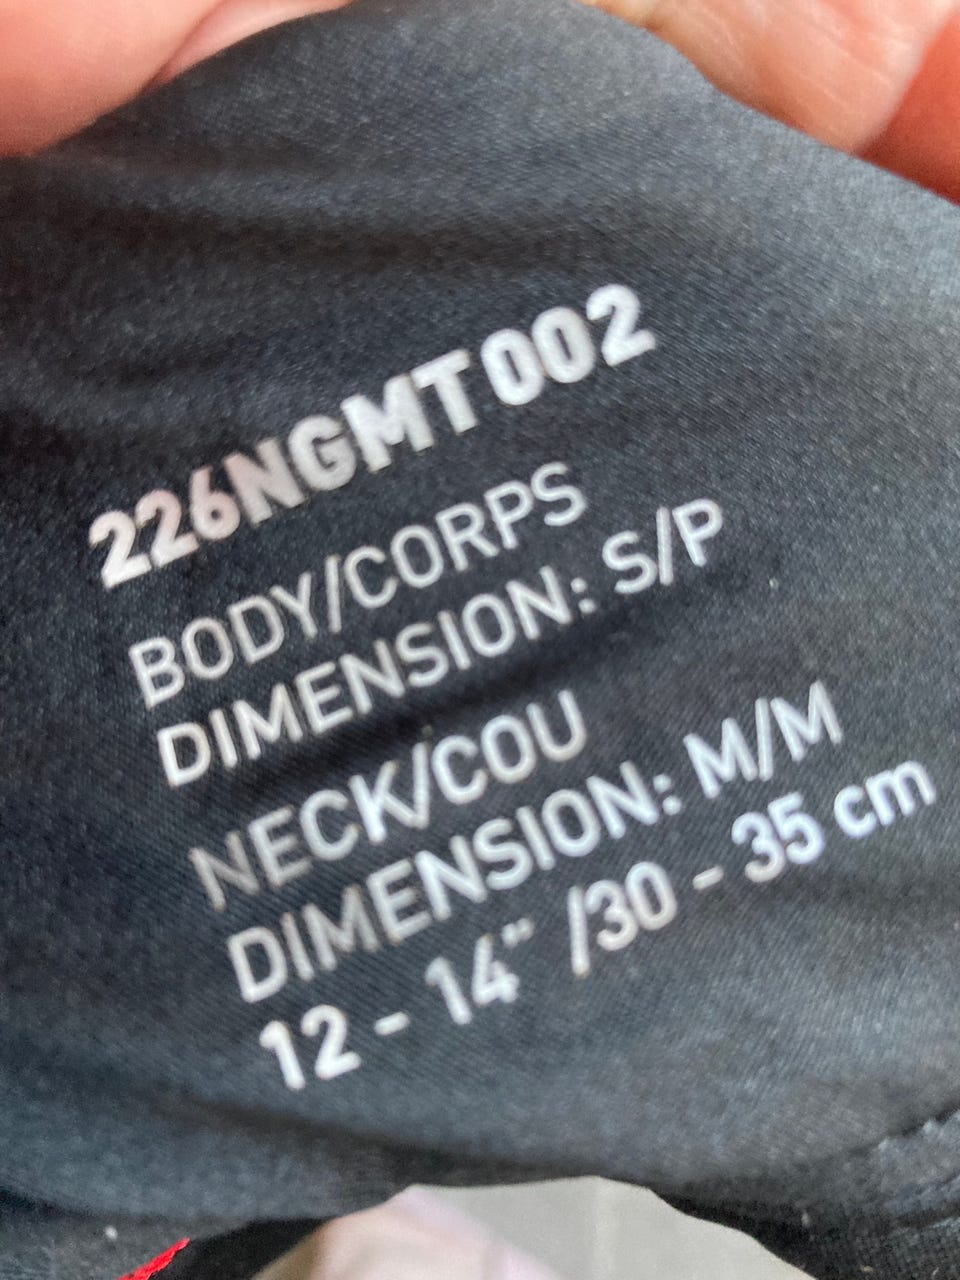 226NGMT002
BODY/CORPS
DIMENSION: S/P
NECK/COU
DIMENSION: M/M
12 - 14" /30 - 35 cm